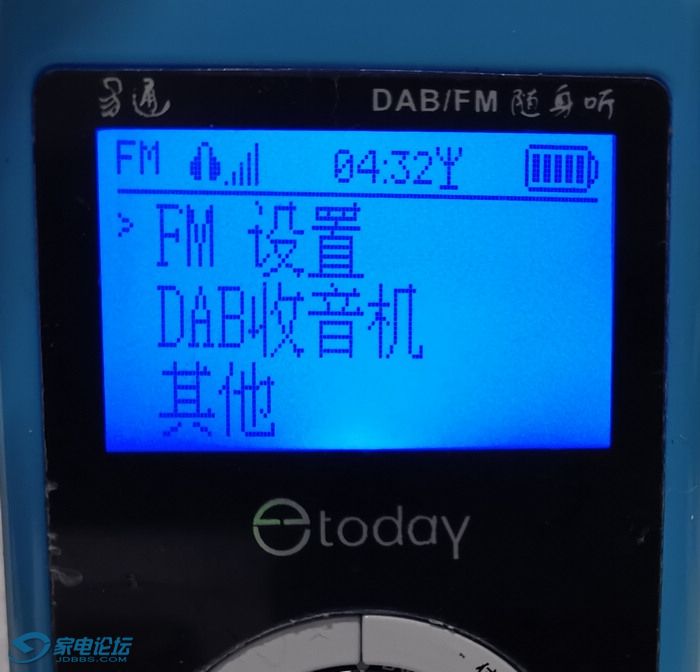 易通 DAB/FM 随身听
FM 04:32
> FM 设置
DAB收音机
其他
etoday
家电论坛
JDBBS.COM